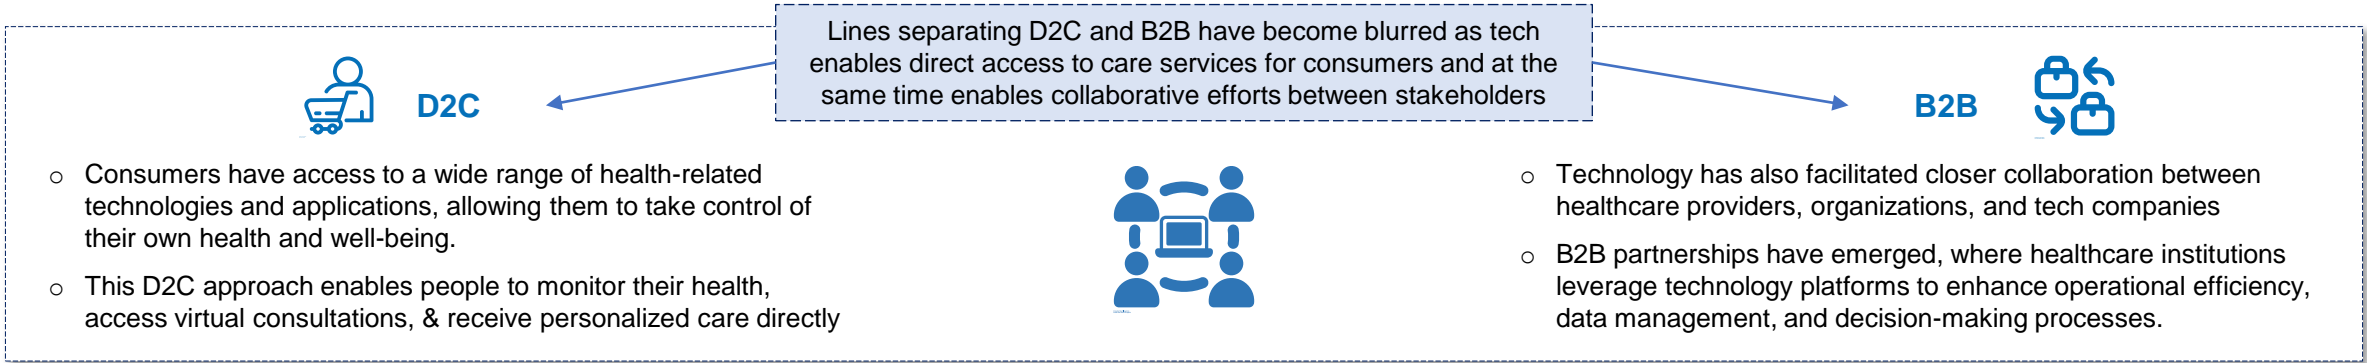 Lines separating D2C and B2B have become blurred as tech
enables direct access to care services for consumers and at the
same time enables collaborative efforts between stakeholders
D2C
○ Consumers have access to a wide range of health-related
technologies and applications, allowing them to take control of
their own health and well-being.
○ This D2C approach enables people to monitor their health,
access virtual consultations, & receive personalized care directly
B2B
○ Technology has also facilitated closer collaboration between
healthcare providers, organizations, and tech companies
○ B2B partnerships have emerged, where healthcare institutions
leverage technology platforms to enhance operational efficiency,
data management, and decision-making processes.